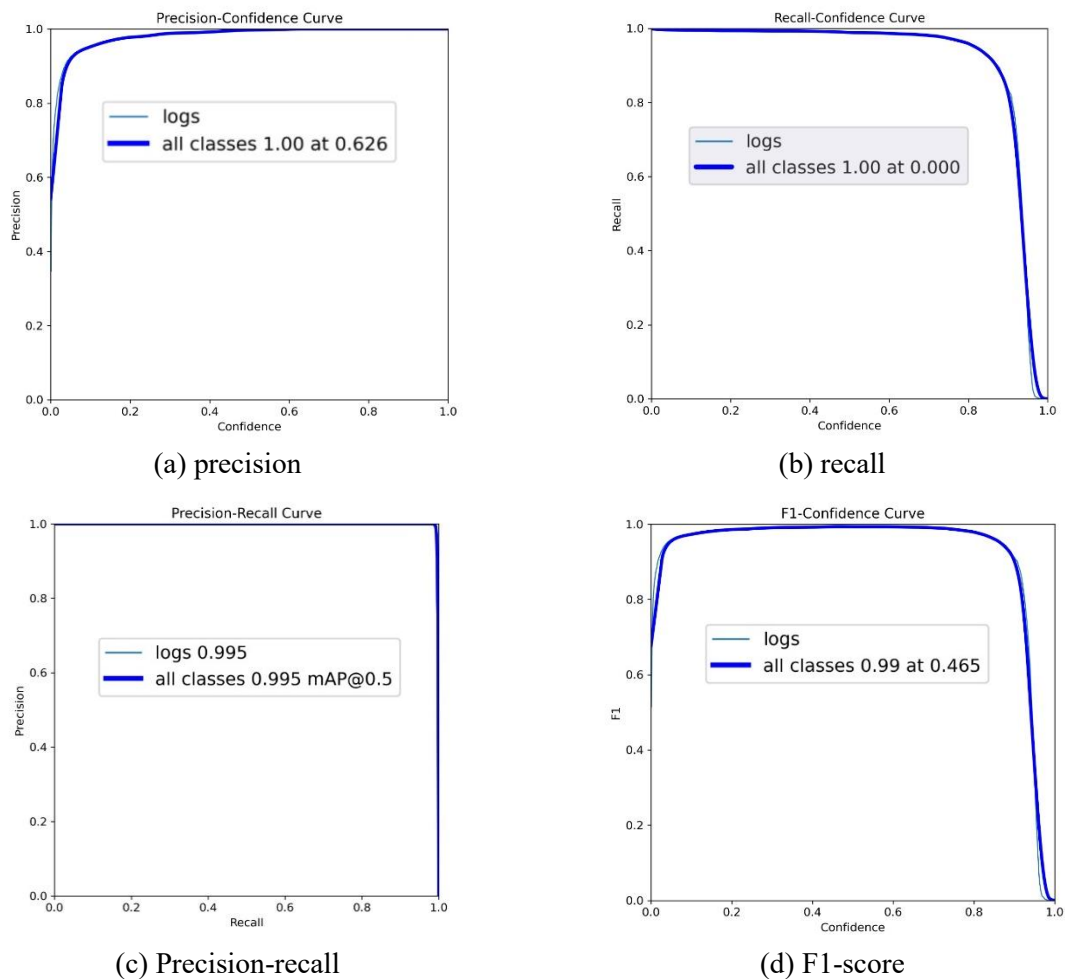 Precision-Confidence Curve
1.0
0.8
0.6
0.4
0.2
0.0
Precision
logs
all classes 1.00 at 0.626
0.0 0.2 0.4 0.6 0.8 1.0
Confidence
(a) precision
Recall-Confidence Curve
1.0
0.8
0.6
0.4
0.2
0.0
Recall
logs
all classes 1.00 at 0.000
0.0 0.2 0.4 0.6 0.8 1.0
Confidence
(b) recall
Precision-Recall Curve
1.0
0.8
0.6
0.4
0.2
0.0
Precision
logs 0.995
all classes 0.995 mAP@0.5
0.0 0.2 0.4 0.6 0.8 1.0
Recall
(c) Precision-recall
F1-Confidence Curve
1.0
0.8
0.6
0.4
0.2
0.0
F1
logs
all classes 0.99 at 0.465
0.0 0.2 0.4 0.6 0.8 1.0
Confidence
(d) F1-score